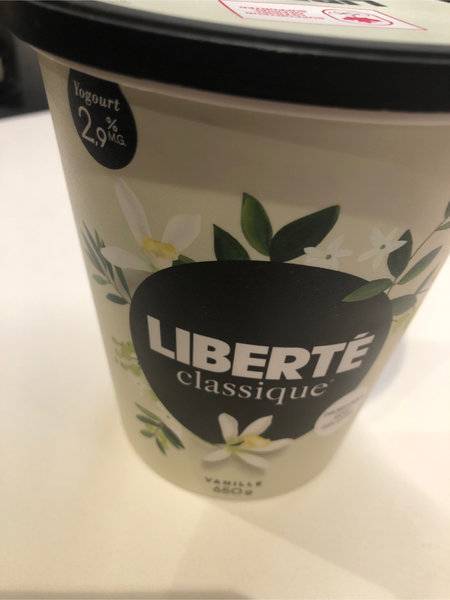 Yogourt
2,9 % M.G.
LIBERTÉ
classique
VANILLE
650 g